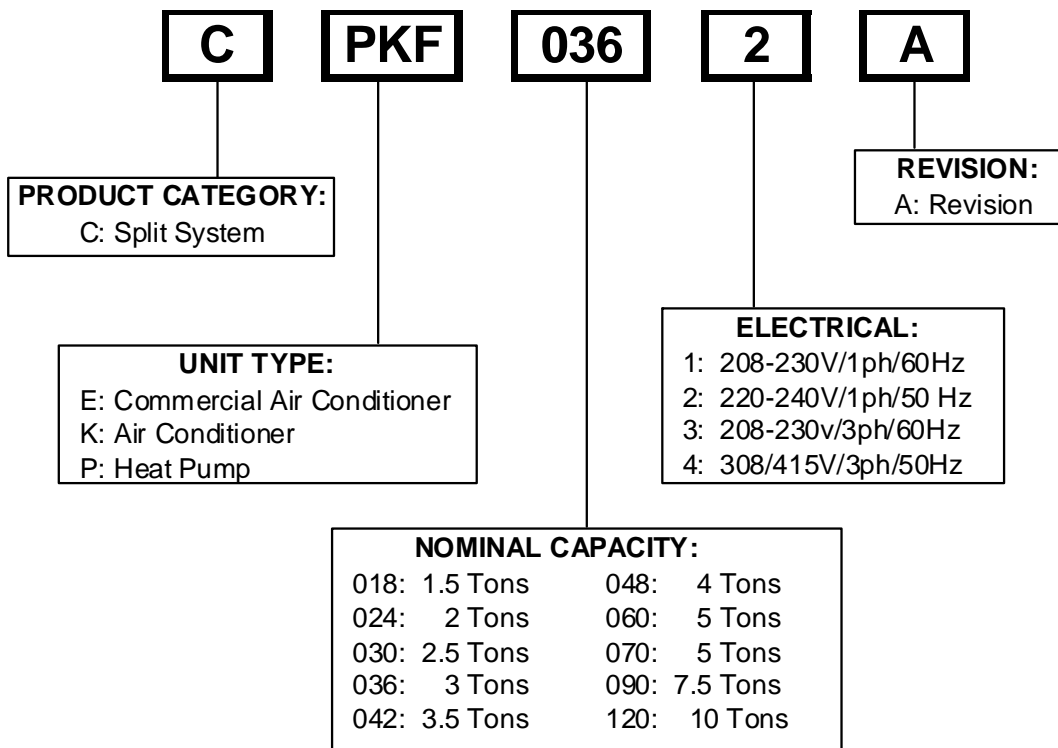 C PKF 036 2 A
PRODUCT CATEGORY:
C: Split System
REVISION:
A: Revision
UNIT TYPE:
E: Commercial Air Conditioner
K: Air Conditioner
P: Heat Pump
ELECTRICAL:
1: 208-230V/1ph/60Hz
2: 220-240V/1ph/50 Hz
3: 208-230v/3ph/60Hz
4: 308/415V/3ph/50Hz
NOMINAL CAPACITY:
018: 1.5 Tons 048: 4 Tons
024: 2 Tons 060: 5 Tons
030: 2.5 Tons 070: 5 Tons
036: 3 Tons 090: 7.5 Tons
042: 3.5 Tons 120: 10 Tons